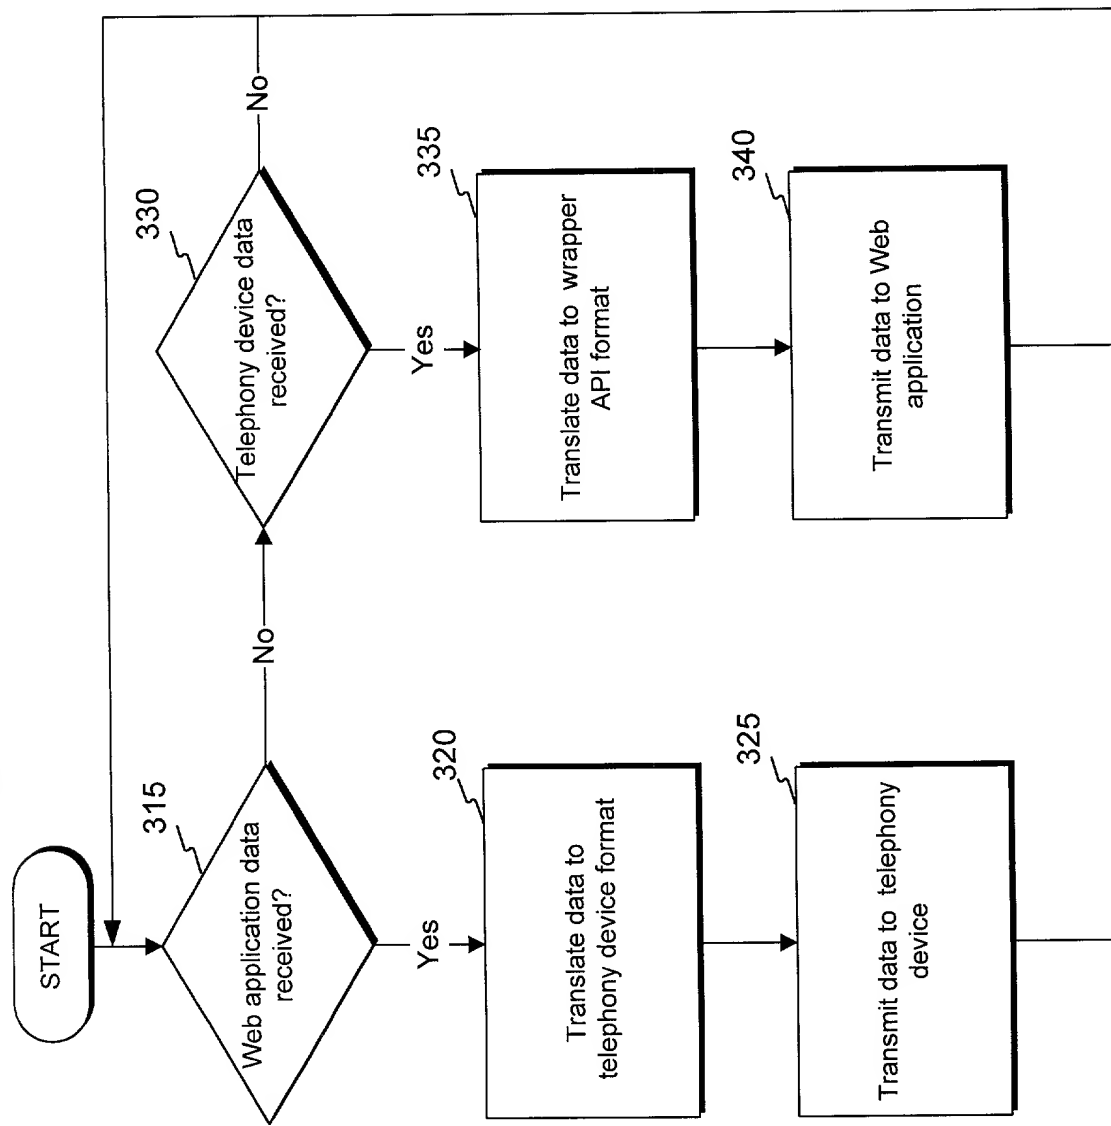 START
315
Web application data
received?
No
Yes
320
Translate data to
telephony device format
325
Transmit data to telephony
device
330
Telephony device data
received?
No
Yes
335
Translate data to wrapper
API format
340
Transmit data to Web
application